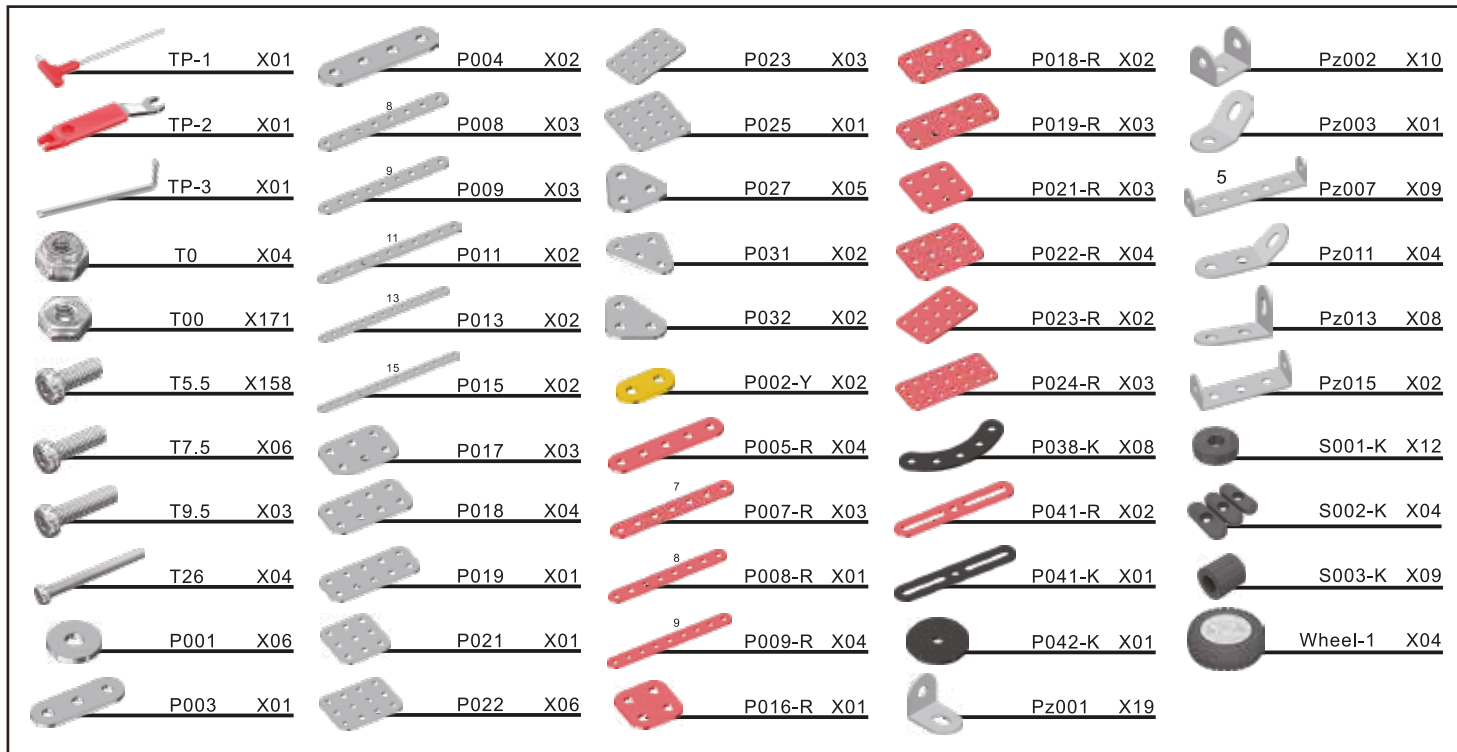 TP-1 X01
TP-2 X01
TP-3 X01
T0 X04
T00 X171
T5.5 X158
T7.5 X06
T9.5 X03
T26 X04
P001 X06
P003 X01
P004 X02
8
P008 X03
9
P009 X03
11
P011 X02
13
P013 X02
15
P015 X02
P017 X03
P018 X04
P019 X01
P021 X01
P022 X06
P023 X03
P025 X01
P027 X05
P031 X02
P032 X02
P002-Y X02
P005-R X04
7
P007-R X03
8
P008-R X01
9
P009-R X04
P016-R X01
P018-R X02
P019-R X03
P021-R X03
P022-R X04
P023-R X02
P024-R X03
P038-K X08
P041-R X02
P041-K X01
P042-K X01
Pz001 X19
Pz002 X10
Pz003 X01
5
Pz007 X09
Pz011 X04
Pz013 X08
Pz015 X02
S001-K X12
S002-K X04
S003-K X09
Wheel-1 X04